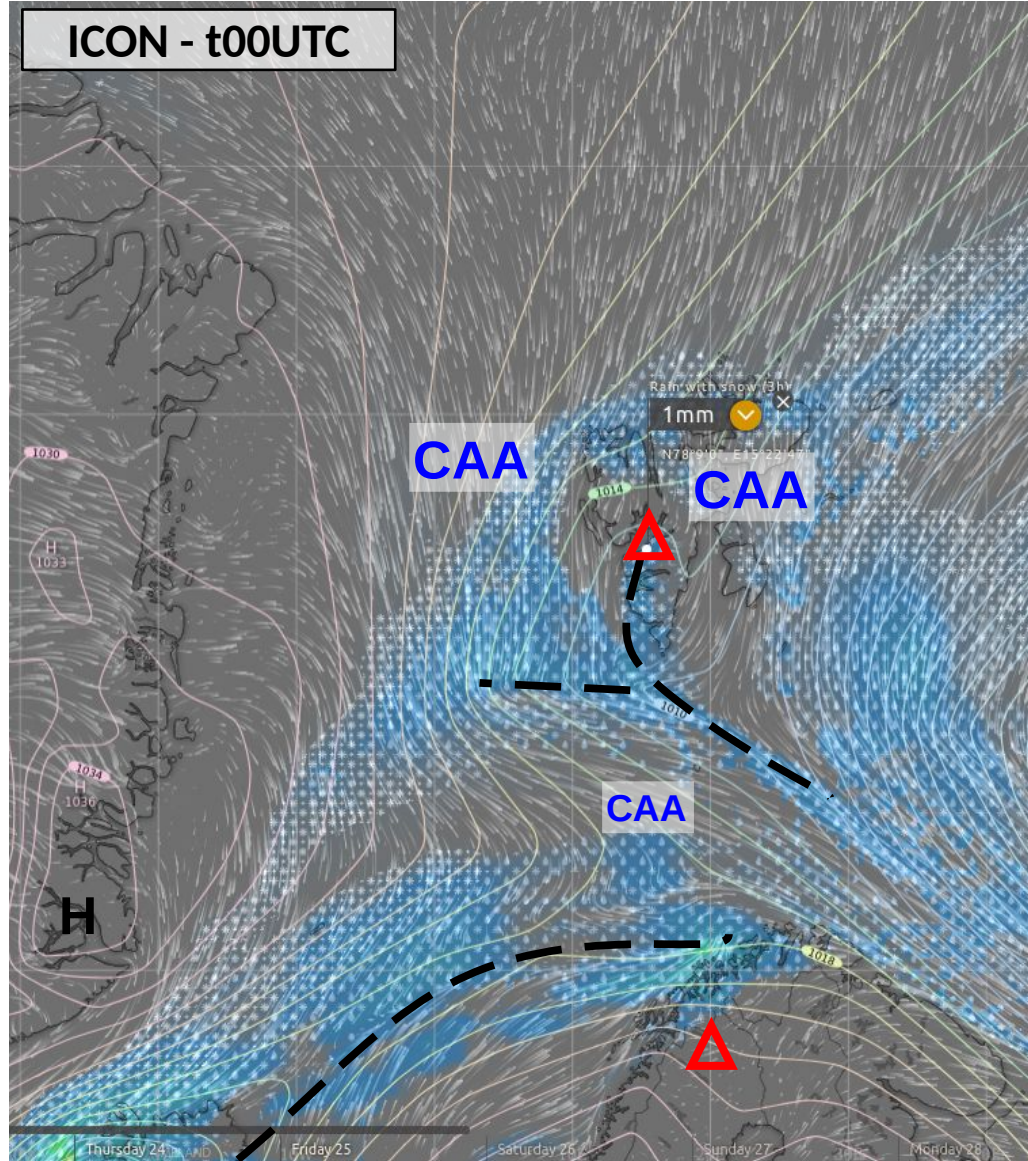 ICON - t00UTC
Rain with snow (3hr
1mm
N78°9'0", E15°22'47"
CAA
CAA
1030
1014
H
1033
1010
1034
H
1036
CAA
H
1018
Thursday 24
Friday 25
Saturday 26
Sunday 27
Monday 28